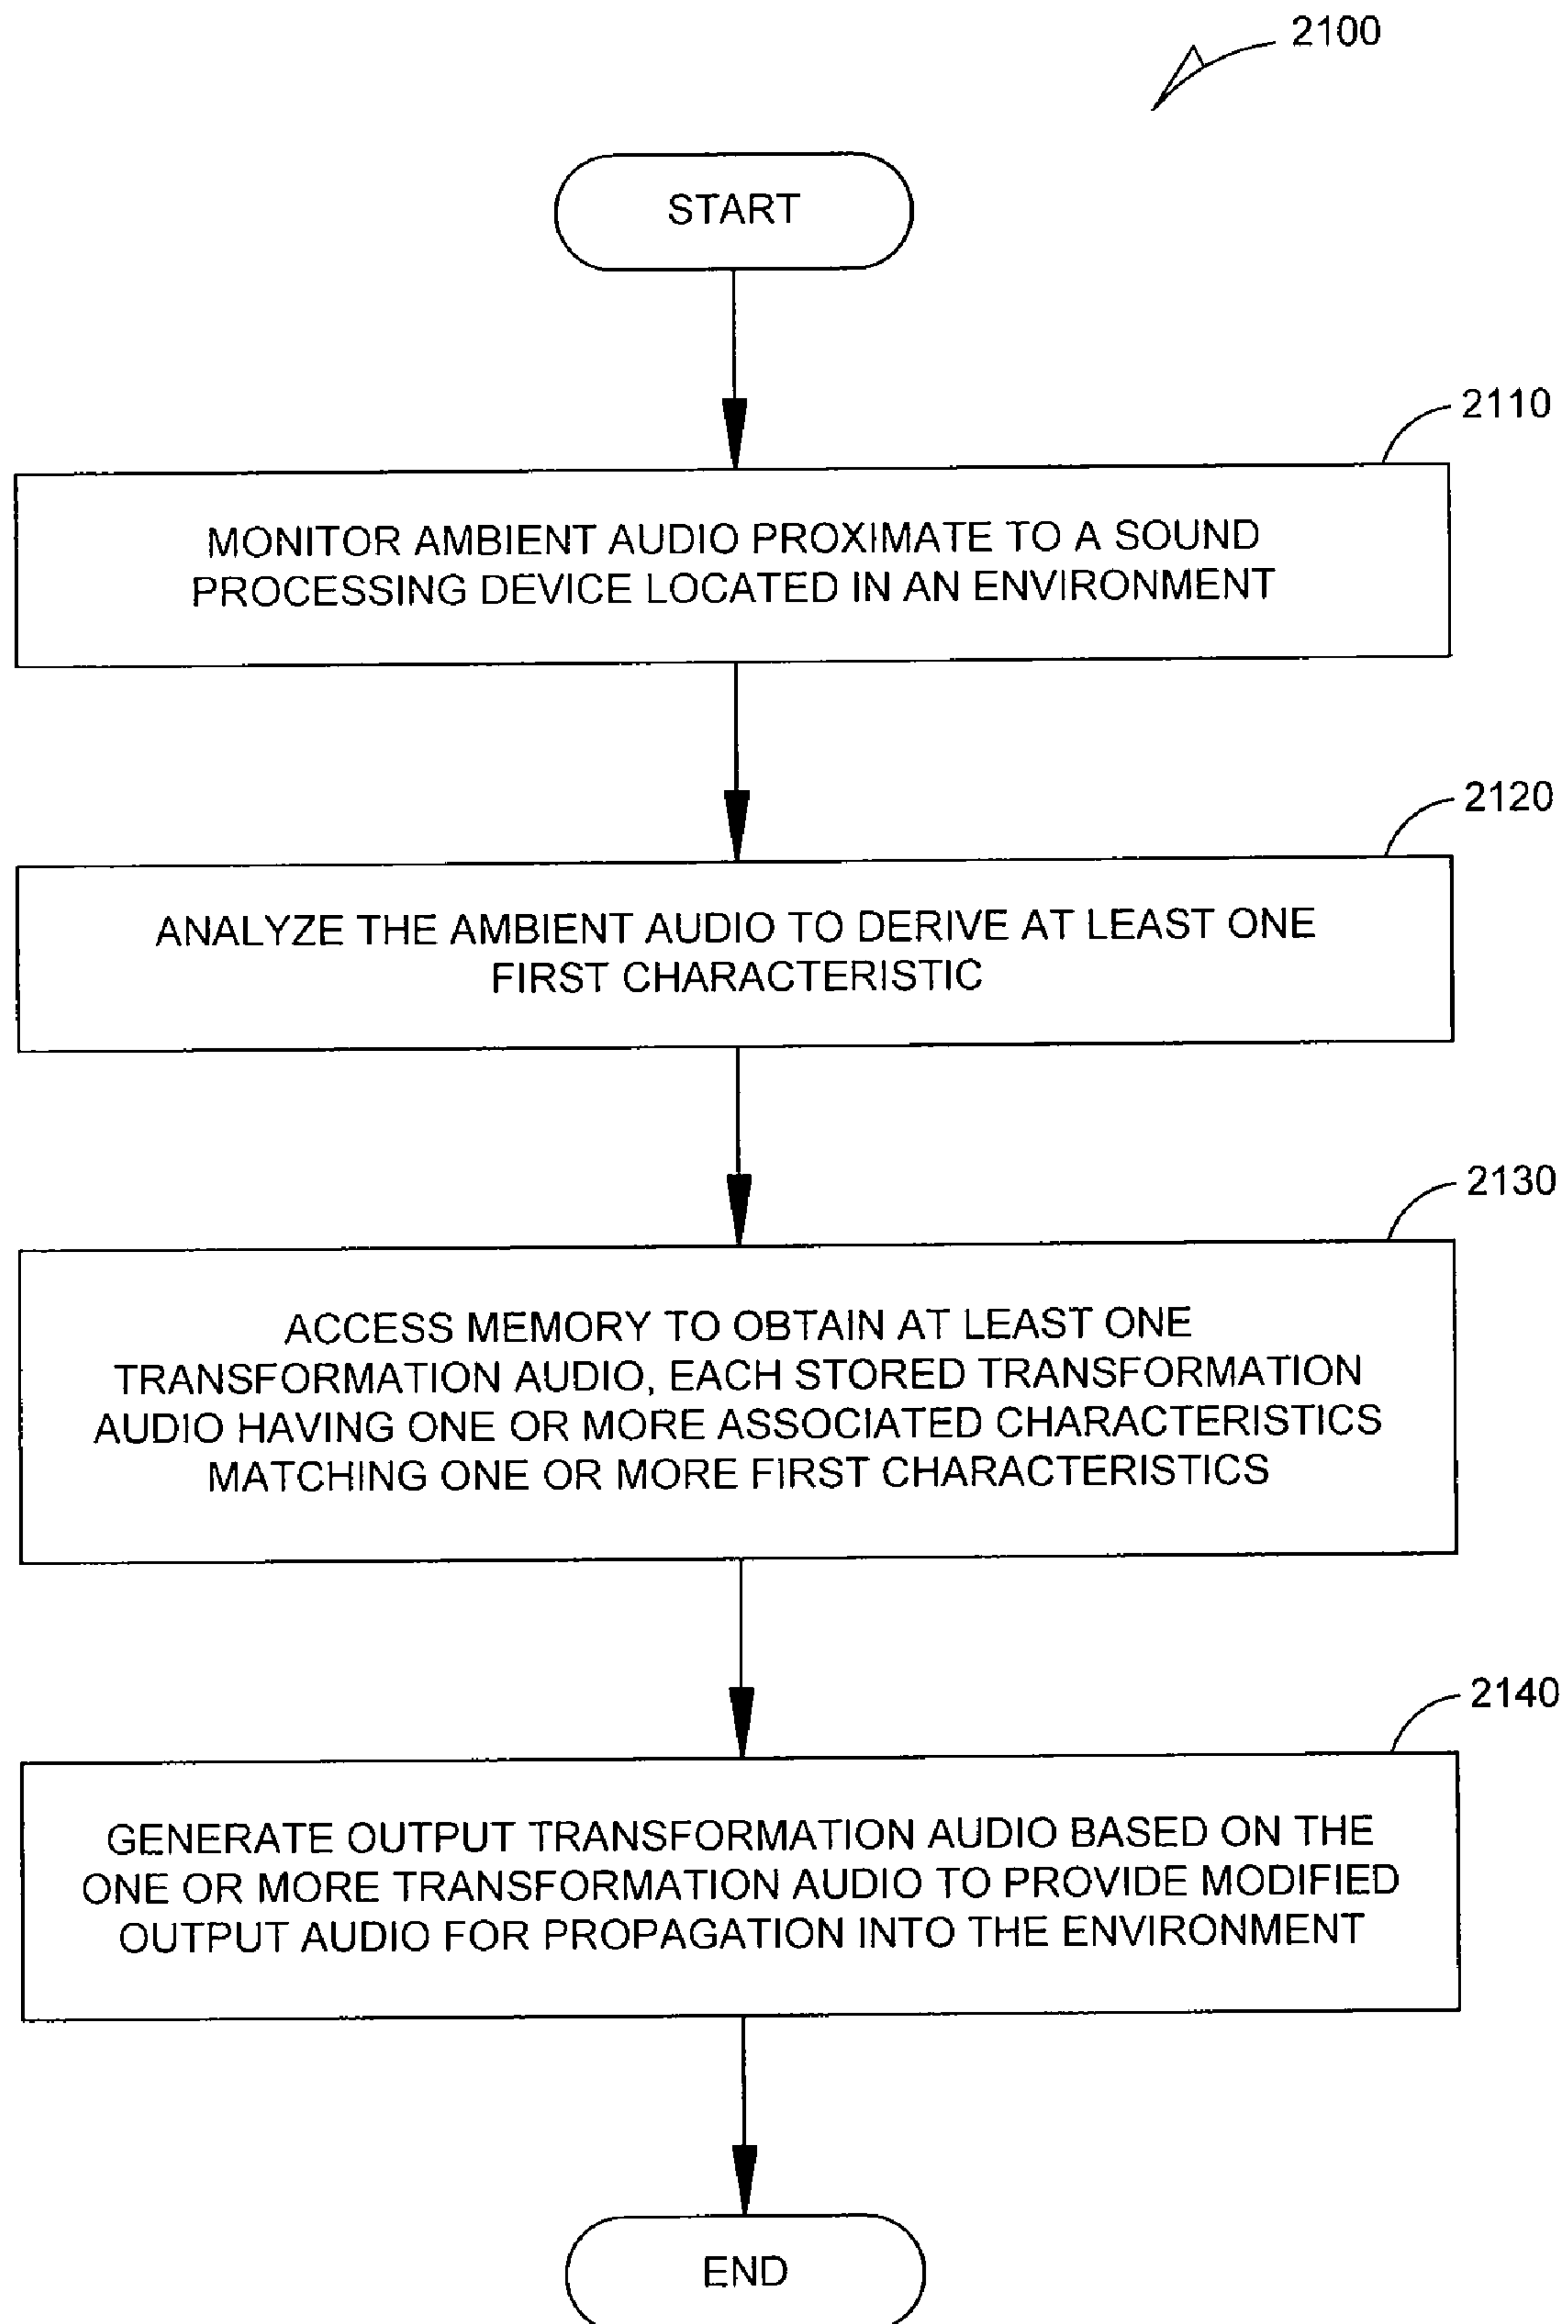 2100
START
2110
MONITOR AMBIENT AUDIO PROXIMATE TO A SOUND
PROCESSING DEVICE LOCATED IN AN ENVIRONMENT
2120
ANALYZE THE AMBIENT AUDIO TO DERIVE AT LEAST ONE
FIRST CHARACTERISTIC
2130
ACCESS MEMORY TO OBTAIN AT LEAST ONE
TRANSFORMATION AUDIO, EACH STORED TRANSFORMATION
AUDIO HAVING ONE OR MORE ASSOCIATED CHARACTERISTICS
MATCHING ONE OR MORE FIRST CHARACTERISTICS
2140
GENERATE OUTPUT TRANSFORMATION AUDIO BASED ON THE
ONE OR MORE TRANSFORMATION AUDIO TO PROVIDE MODIFIED
OUTPUT AUDIO FOR PROPAGATION INTO THE ENVIRONMENT
END